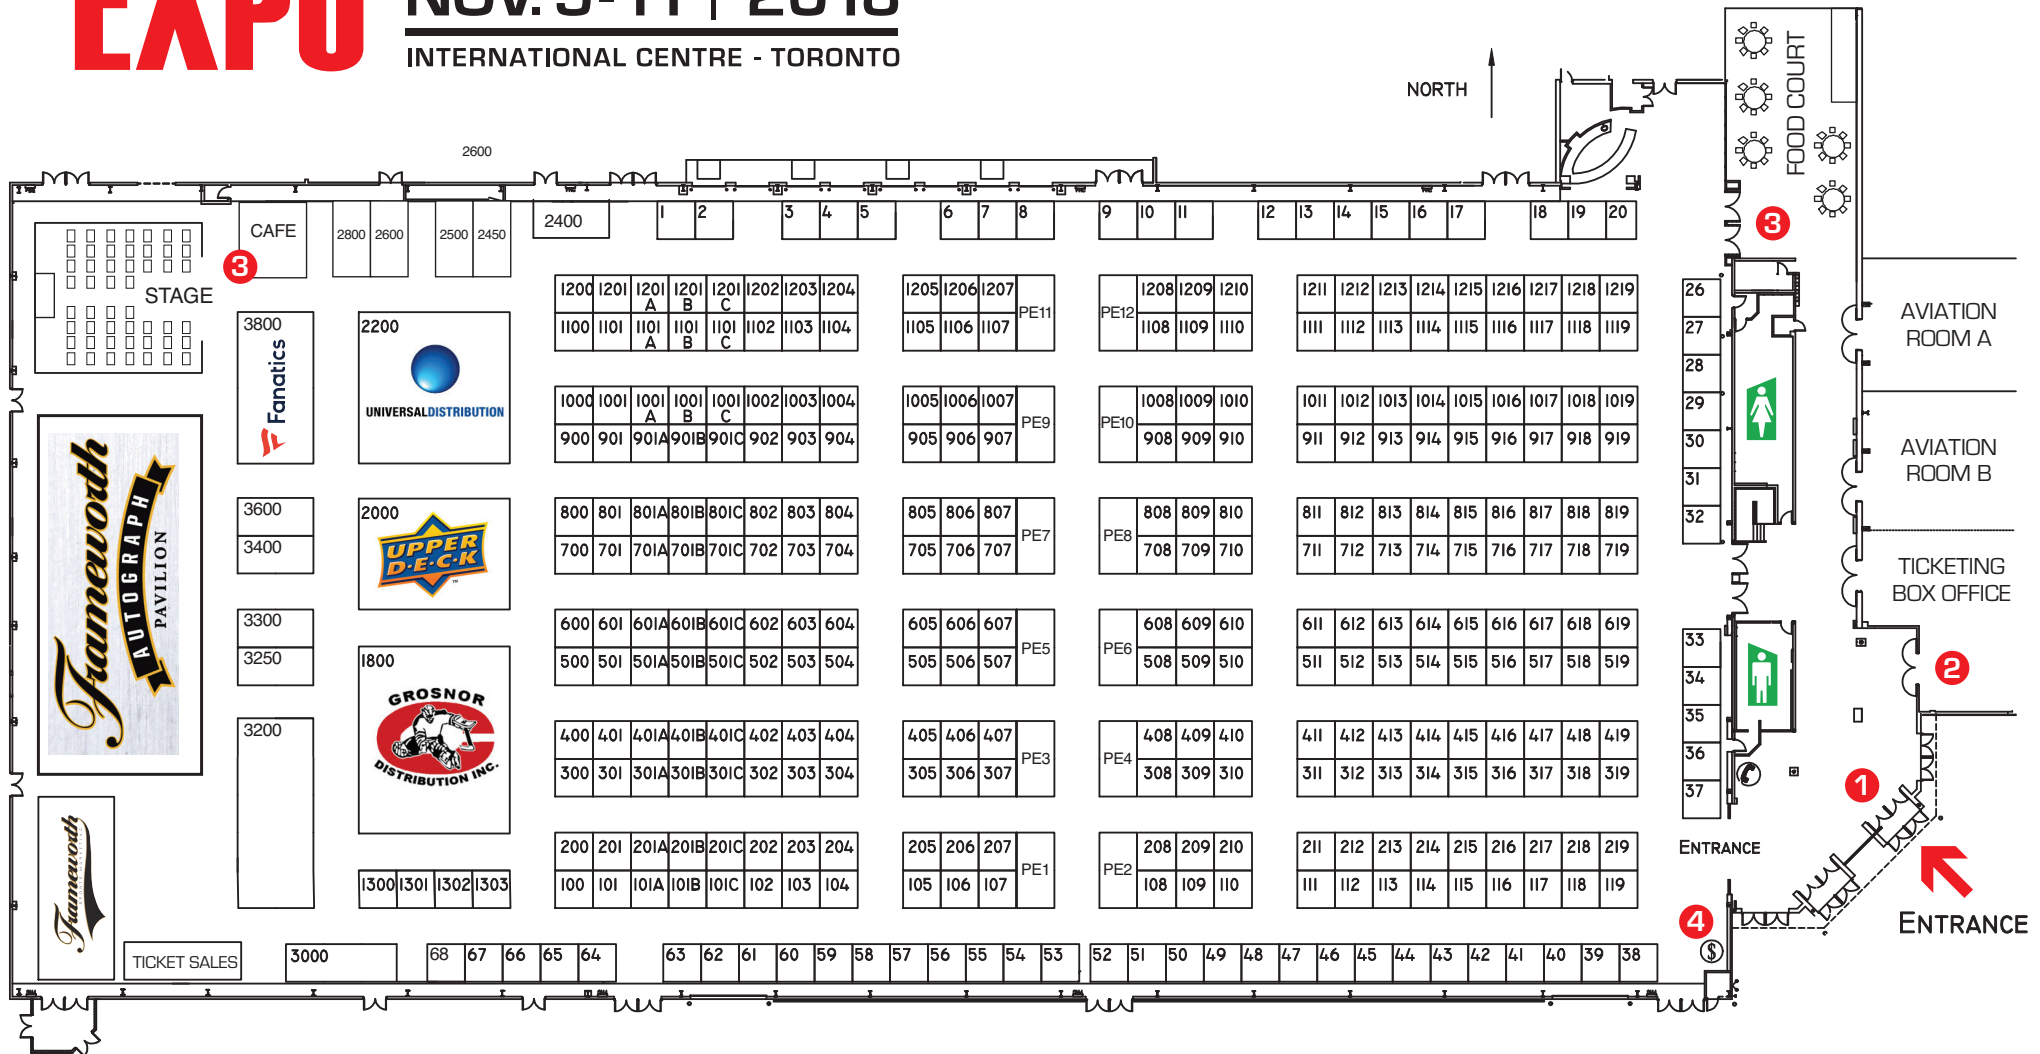 EXPO
NOV. 9-11 | 2018
INTERNATIONAL CENTRE - TORONTO
NORTH
FOOD COURT
2600
1 2 3 4 5 6 7 8 9 10 11 12 13 14 15 16 17 18 19 20
CAFE
2800 2600 2500 2450 2400
3
3
STAGE
1200 1201 1201 A 1201 B 1201 C 1202 1203 1204 1205 1206 1207 PE11 PE12 1208 1209 1210 1211 1212 1213 1214 1215 1216 1217 1218 1219
1100 1101 1101 A 1101 B 1101 C 1102 1103 1104 1105 1106 1107 1108 1109 1110 1111 1112 1113 1114 1115 1116 1117 1118 1119
26
27
28
29
30
31
32
AVIATION
ROOM A
3800
Fanatics
2200
UNIVERSALDISTRIBUTION
1000 1001 1001 A 1001 B 1001 C 1002 1003 1004 1005 1006 1007 PE9 PE10 1008 1009 1010 1011 1012 1013 1014 1015 1016 1017 1018 1019
900 901 901A 901B 901C 902 903 904 905 906 907 908 909 910 911 912 913 914 915 916 917 918 919
AVIATION
ROOM B
Frameworth
AUTOGRAPH
PAVILION
3600
3400
2000
UPPER
D·E·C·K
™
800 801 801A 801B 801C 802 803 804 805 806 807 PE7 PE8 808 809 810 811 812 813 814 815 816 817 818 819
700 701 701A 701B 701C 702 703 704 705 706 707 708 709 710 711 712 713 714 715 716 717 718 719
TICKETING
BOX OFFICE
3300
3250
600 601 601A 601B 601C 602 603 604 605 606 607 PE5 PE6 608 609 610 611 612 613 614 615 616 617 618 619
500 501 501A 501B 501C 502 503 504 505 506 507 508 509 510 511 512 513 514 515 516 517 518 519
33
34
35
36
37
2
1800
GROSNOR
DISTRIBUTION INC.
3200
400 401 401A 401B 401C 402 403 404 405 406 407 PE3 PE4 408 409 410 411 412 413 414 415 416 417 418 419
300 301 301A 301B 301C 302 303 304 305 306 307 308 309 310 311 312 313 314 315 316 317 318 319
1
Frameworth
1300 1301 1302 1303
200 201 201A 201B 201C 202 203 204 205 206 207 PE1 PE2 208 209 210 211 212 213 214 215 216 217 218 219
100 101 101A 101B 101C 102 103 104 105 106 107 108 109 110 111 112 113 114 115 116 117 118 119
ENTRANCE
ENTRANCE
4
$
TICKET SALES
3000
68 67 66 65 64 63 62 61 60 59 58 57 56 55 54 53 52 51 50 49 48 47 46 45 44 43 42 41 40 39 38